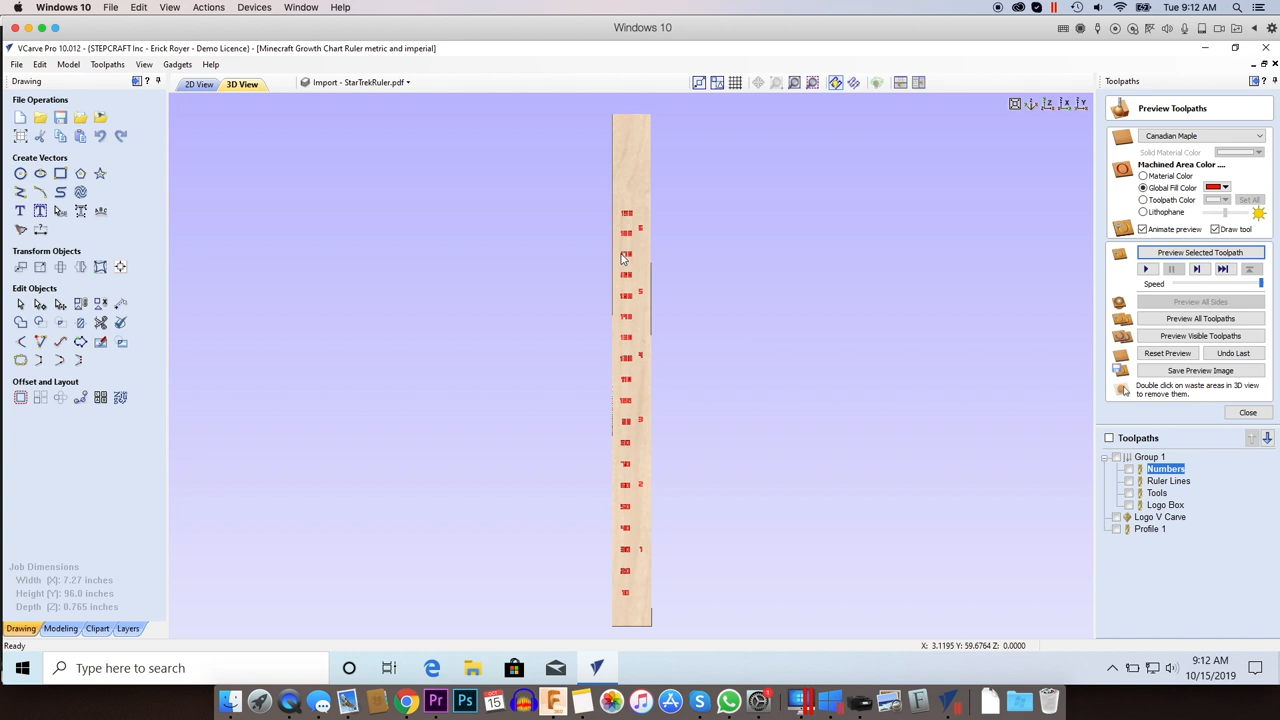 File Edit View Actions Devices Window Help
Tue 9:12 AM
Windows 10
VCarve Pro 10.012 - (STEPCRAFT Inc - Erick Royer - Demo Licence) - [Minecraft Growth Chart Ruler metric and imperial]
File Edit Model Toolpaths View Gadgets Help
Drawing
2D View
3D View
Import - StarTrekRuler.pdf
Toolpaths
File Operations
Create Vectors
Transform Objects
Edit Objects
Offset and Layout
Job Dimensions
Width [X]: 7.27 inches
Height [Y]: 96.0 inches
Depth [Z]: 0.765 inches
Drawing Modeling Clipart Layers
Ready
5
4
3
2
1
Preview Toolpaths
Canadian Maple
Solid Material Color
Machined Area Color ....
Material Color
Global Fill Color
Toolpath Color
Set All
Lithophane
Animate preview
Draw tool
Preview Selected Toolpath
Speed
Preview All Sides
Preview All Toolpaths
Preview Visible Toolpaths
Reset Preview
Undo Last
Save Preview Image
Double click on waste areas in 3D view
to remove them.
Close
Toolpaths
Group 1
Numbers
Ruler Lines
Tools
Logo Box
Logo V Carve
Profile 1
X: 3.1195 Y: 59.6764 Z: 0.0000
Type here to search
9:12 AM
10/15/2019